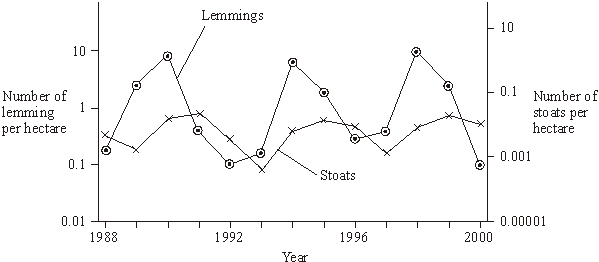 Lemmings
10
1
0.1
0.01
Number of
lemming
per hectare
10
0.1
0.001
0.00001
Number of
stoats per
hectare
Stoats
1988
1992
1996
2000
Year